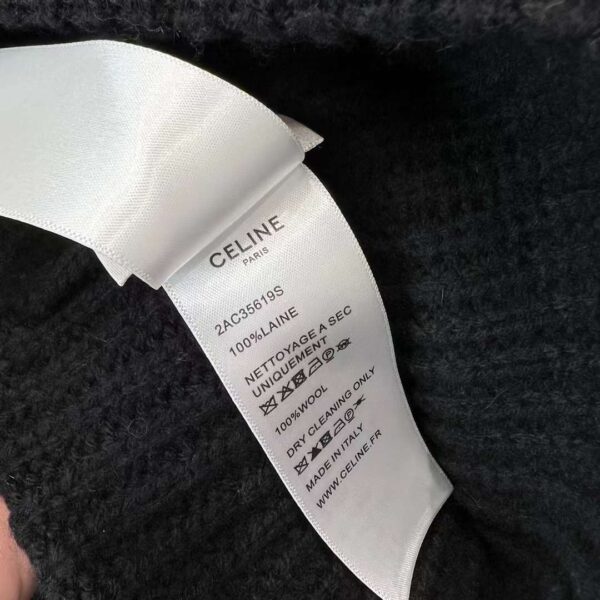 CELINE
PARIS
2AC35619S
100%LAINE
NETTOYAGE A SEC
UNIQUEMENT
100%WOOL
DRY CLEANING ONLY
MADE IN ITALY
WWW.CELINE.FR